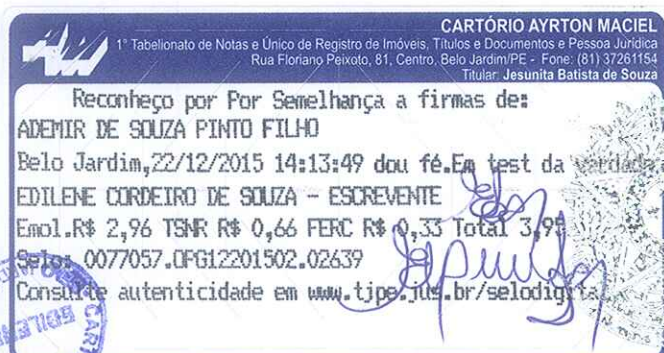 CARTÓRIO AYRTON MACIEL
1° Tabelionato de Notas e Único de Registro de Imóveis, Títulos e Documentos e Pessoa Jurídica
Rua Floriano Peixoto, 81, Centro, Belo Jardim/PE - Fone: (81) 37261154
Titular: Jesunita Batista de Souza
Reconheço por Por Semelhança a firmas de:
ADEMIR DE SOUZA PINTO FILHO
Belo Jardim,22/12/2015 14:13:49 dou fé.Em test da verdade.
EDILENE CORDEIRO DE SOUZA - ESCREVENTE
Emol.R$ 2,96 TSNR R$ 0,66 FERC R$ 0,33 Total 3,95
Selo: 0077057.OFG12201502.02639
Consulte autenticidade em www.tjpe.jus.br/selodigital